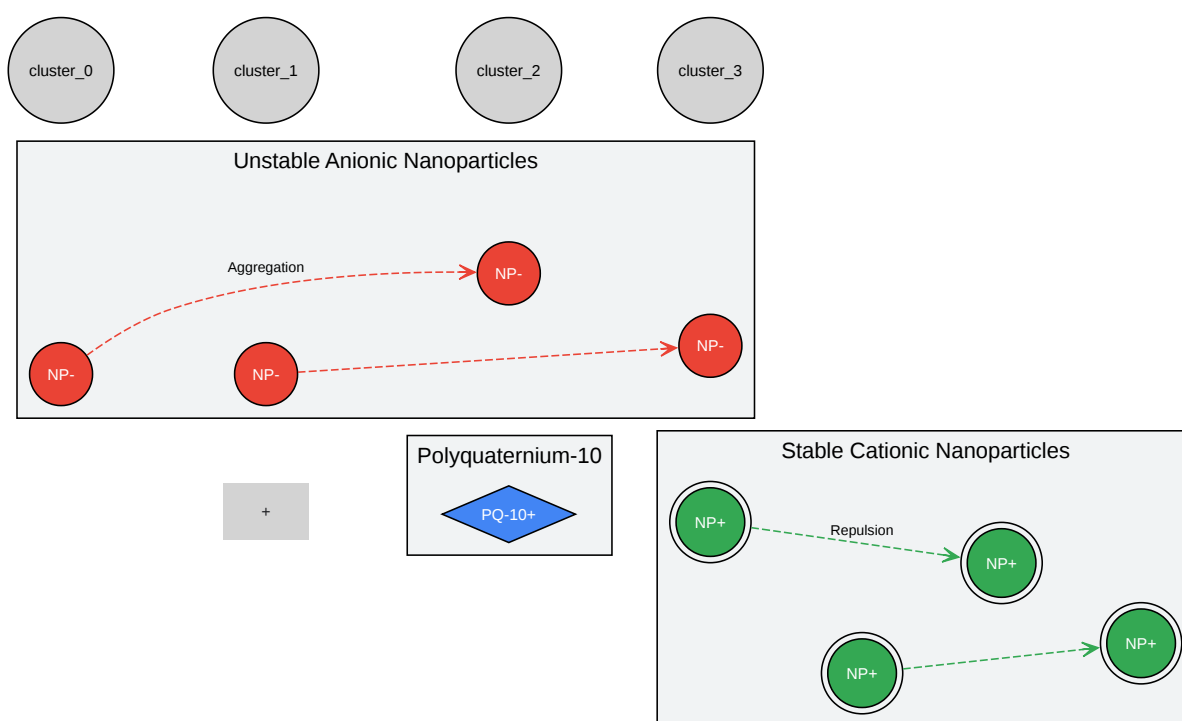 cluster_0
cluster_1
cluster_2
cluster_3
Unstable Anionic Nanoparticles
Aggregation
NP-
NP-
NP-
NP-
Polyquaternium-10
PQ-10+
+
Stable Cationic Nanoparticles
NP+
Repulsion
NP+
NP+
NP+